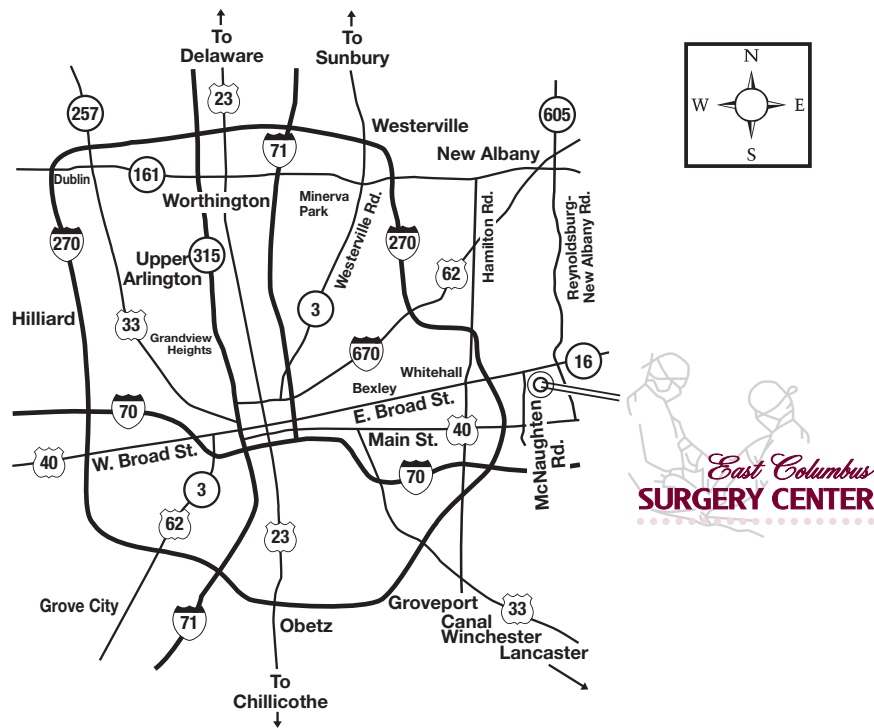 To
Delaware
To
Sunbury
N
W
E
S
23
257
605
71
Westerville
New Albany
161
Dublin
Worthington
Minerva
Park
Westerville Rd.
Hamilton Rd.
Reynoldsburg-
New Albany Rd.
270
270
Upper
Arlington
315
62
Hilliard
33
3
Grandview
Heights
670
16
Whitehall
Bexley
70
E. Broad St.
Main St.
40
McNaughten
Rd.
40
W. Broad St.
70
3
62
23
East Columbus
SURGERY CENTER
Grove City
71
Obetz
Groveport
Canal
Winchester
33
Lancaster
To
Chillicothe